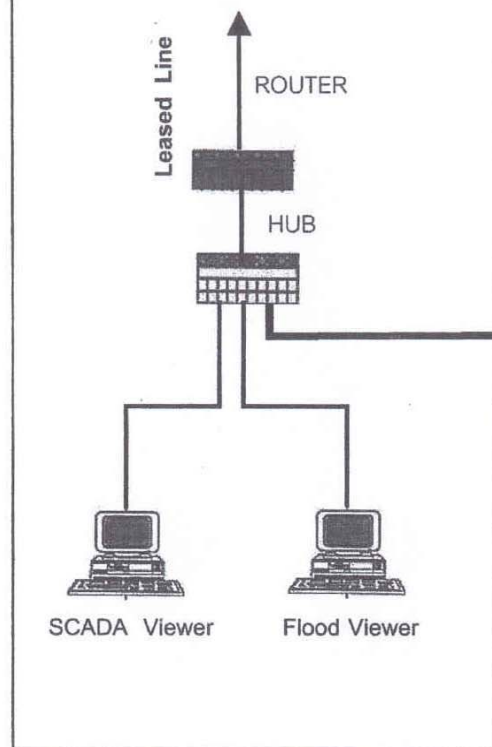 Leased Line
ROUTER
HUB
SCADA Viewer
Flood Viewer